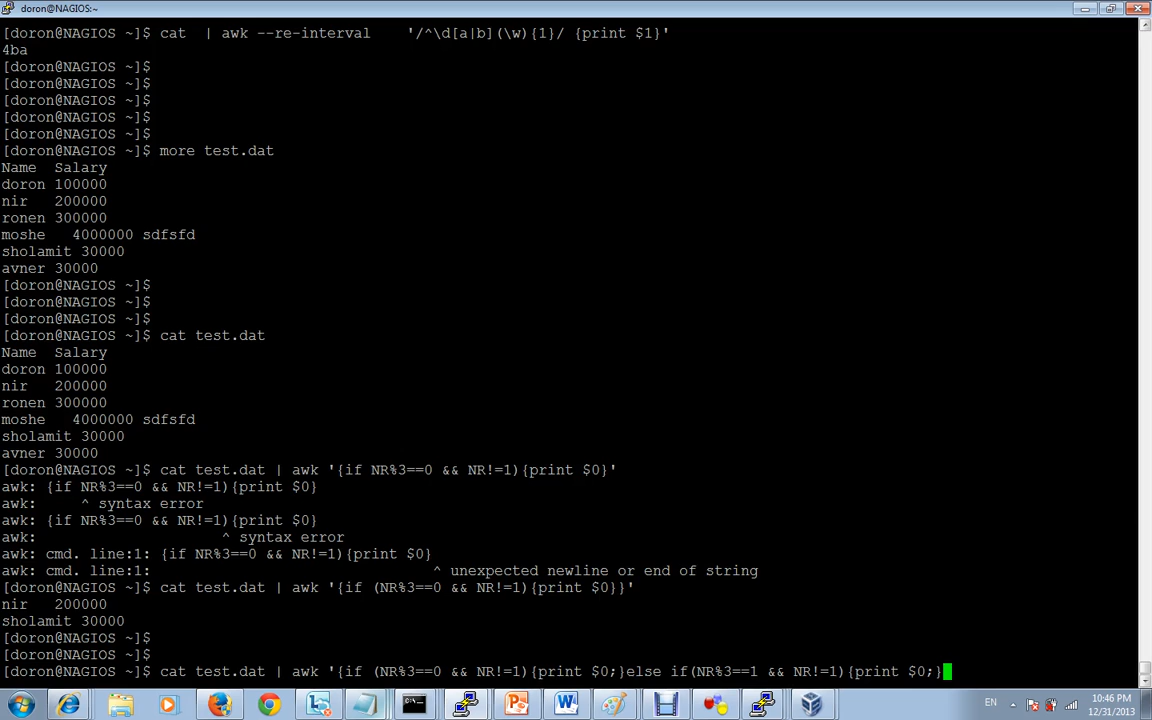 doron@NAGIOS:~
[doron@NAGIOS ~]$ cat  | awk --re-interval    '/^\d[a|b](\w){1}/ {print $1}'
4ba
[doron@NAGIOS ~]$
[doron@NAGIOS ~]$
[doron@NAGIOS ~]$
[doron@NAGIOS ~]$
[doron@NAGIOS ~]$
[doron@NAGIOS ~]$ more test.dat
Name  Salary
doron 100000
nir   200000
ronen 300000
moshe   4000000 sdfsfd
sholamit 30000
avner 30000
[doron@NAGIOS ~]$
[doron@NAGIOS ~]$
[doron@NAGIOS ~]$
[doron@NAGIOS ~]$ cat test.dat
Name  Salary
doron 100000
nir   200000
ronen 300000
moshe   4000000 sdfsfd
sholamit 30000
avner 30000
[doron@NAGIOS ~]$ cat test.dat | awk '{if NR%3==0 && NR!=1){print $0}'
awk: {if NR%3==0 && NR!=1){print $0}
awk:     ^ syntax error
awk: {if NR%3==0 && NR!=1){print $0}
awk:                     ^ syntax error
awk: cmd. line:1: {if NR%3==0 && NR!=1){print $0}
awk: cmd. line:1:                                ^ unexpected newline or end of string
[doron@NAGIOS ~]$ cat test.dat | awk '{if (NR%3==0 && NR!=1){print $0}}'
nir   200000
sholamit 30000
[doron@NAGIOS ~]$
[doron@NAGIOS ~]$
[doron@NAGIOS ~]$ cat test.dat | awk '{if (NR%3==0 && NR!=1){print $0;}else if(NR%3==1 && NR!=1){print $0;}
EN
10:46 PM
12/31/2013